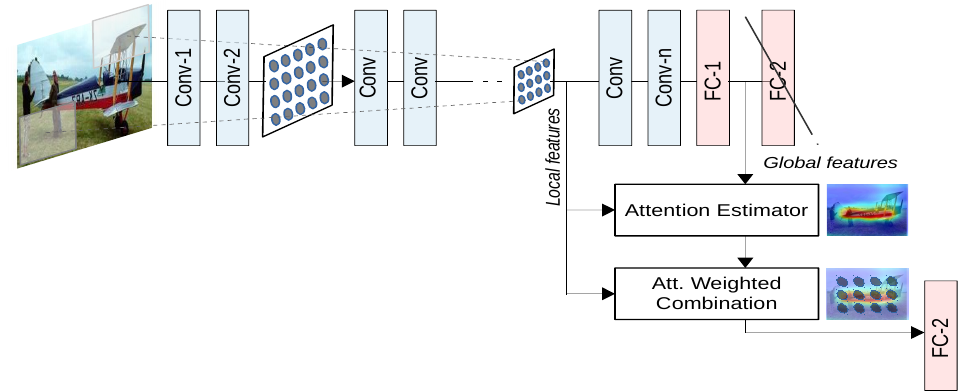 Conv-1
Conv-2
Conv
Conv
Conv
Conv-n
FC-1
FC-2
Local features
Global features
Attention Estimator
Att. Weighted
Combination
FC-2